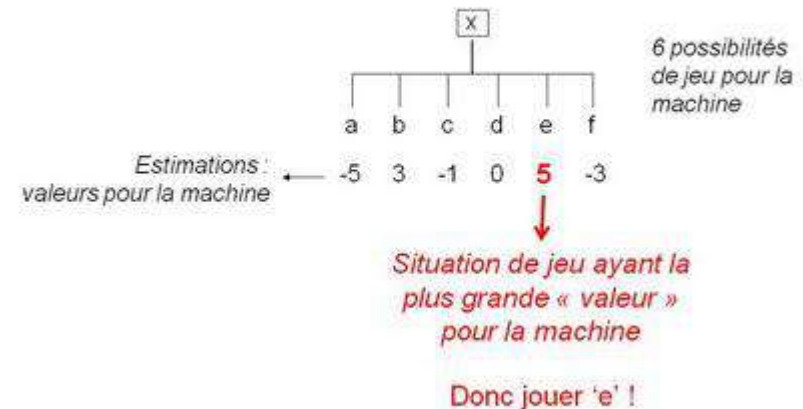 X
6 possibilités
de jeu pour la
machine
a b c d e f
Estimations :
valeurs pour la machine
-5 3 -1 0 5 -3
Situation de jeu ayant la
plus grande « valeur »
pour la machine
Donc jouer ‘e’ !